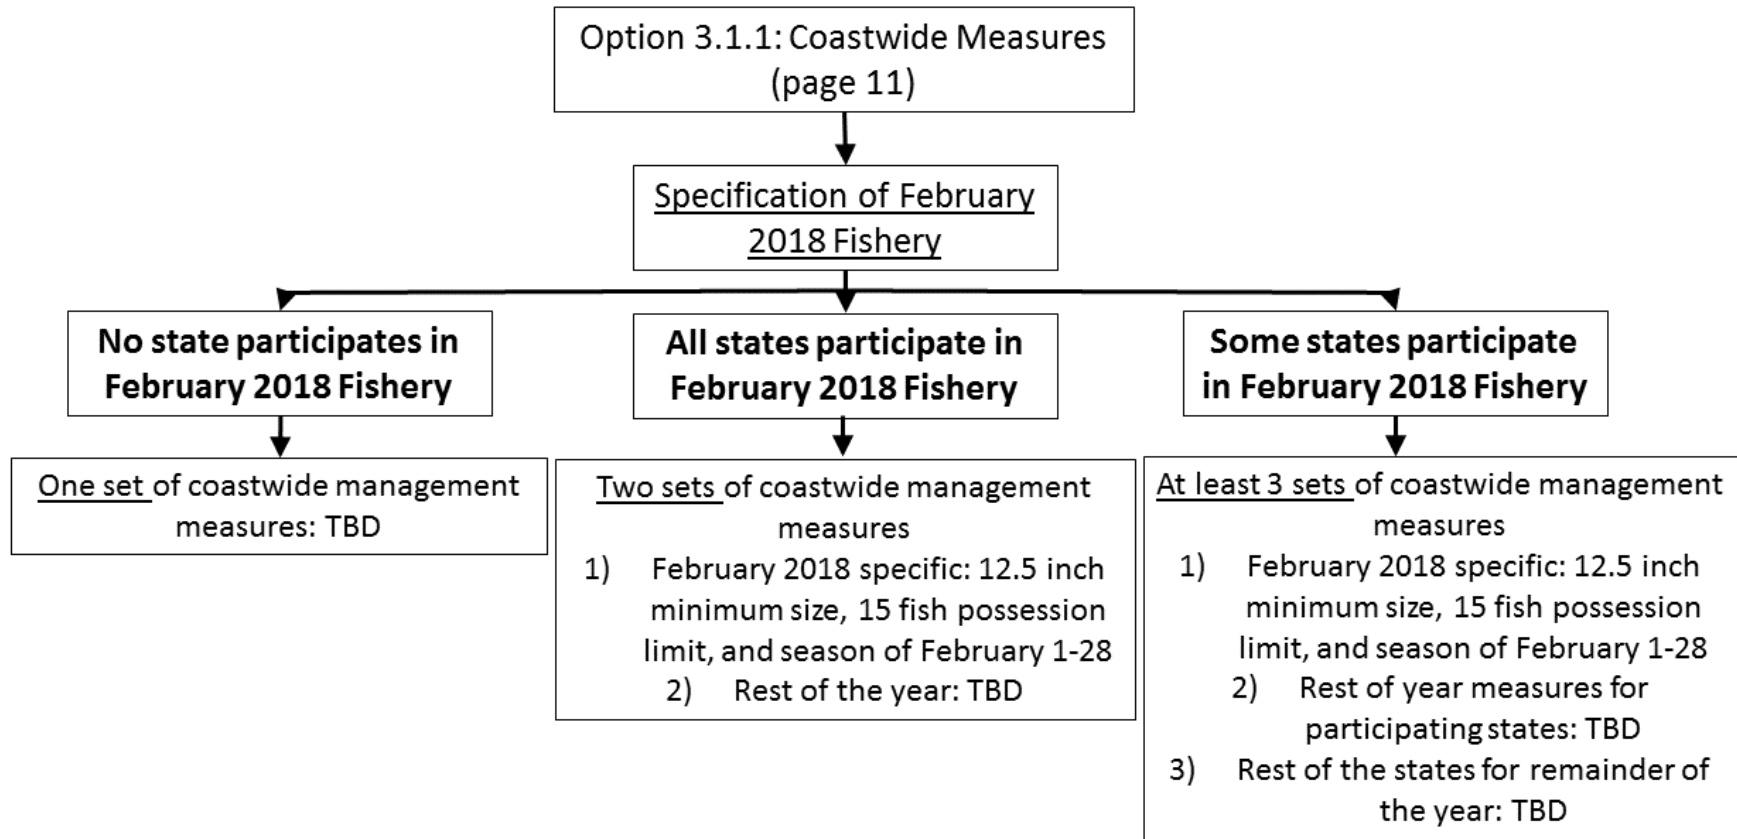 Option 3.1.1: Coastwide Measures
(page 11)
Specification of February
2018 Fishery
No state participates in
February 2018 Fishery
All states participate in
February 2018 Fishery
Some states participate
in February 2018 Fishery
One set of coastwide management
measures: TBD
Two sets of coastwide management
measures
1) February 2018 specific: 12.5 inch
minimum size, 15 fish possession
limit, and season of February 1-28
2) Rest of the year: TBD
At least 3 sets of coastwide management
measures
1) February 2018 specific: 12.5 inch
minimum size, 15 fish possession
limit, and season of February 1-28
2) Rest of year measures for
participating states: TBD
3) Rest of the states for remainder of
the year: TBD